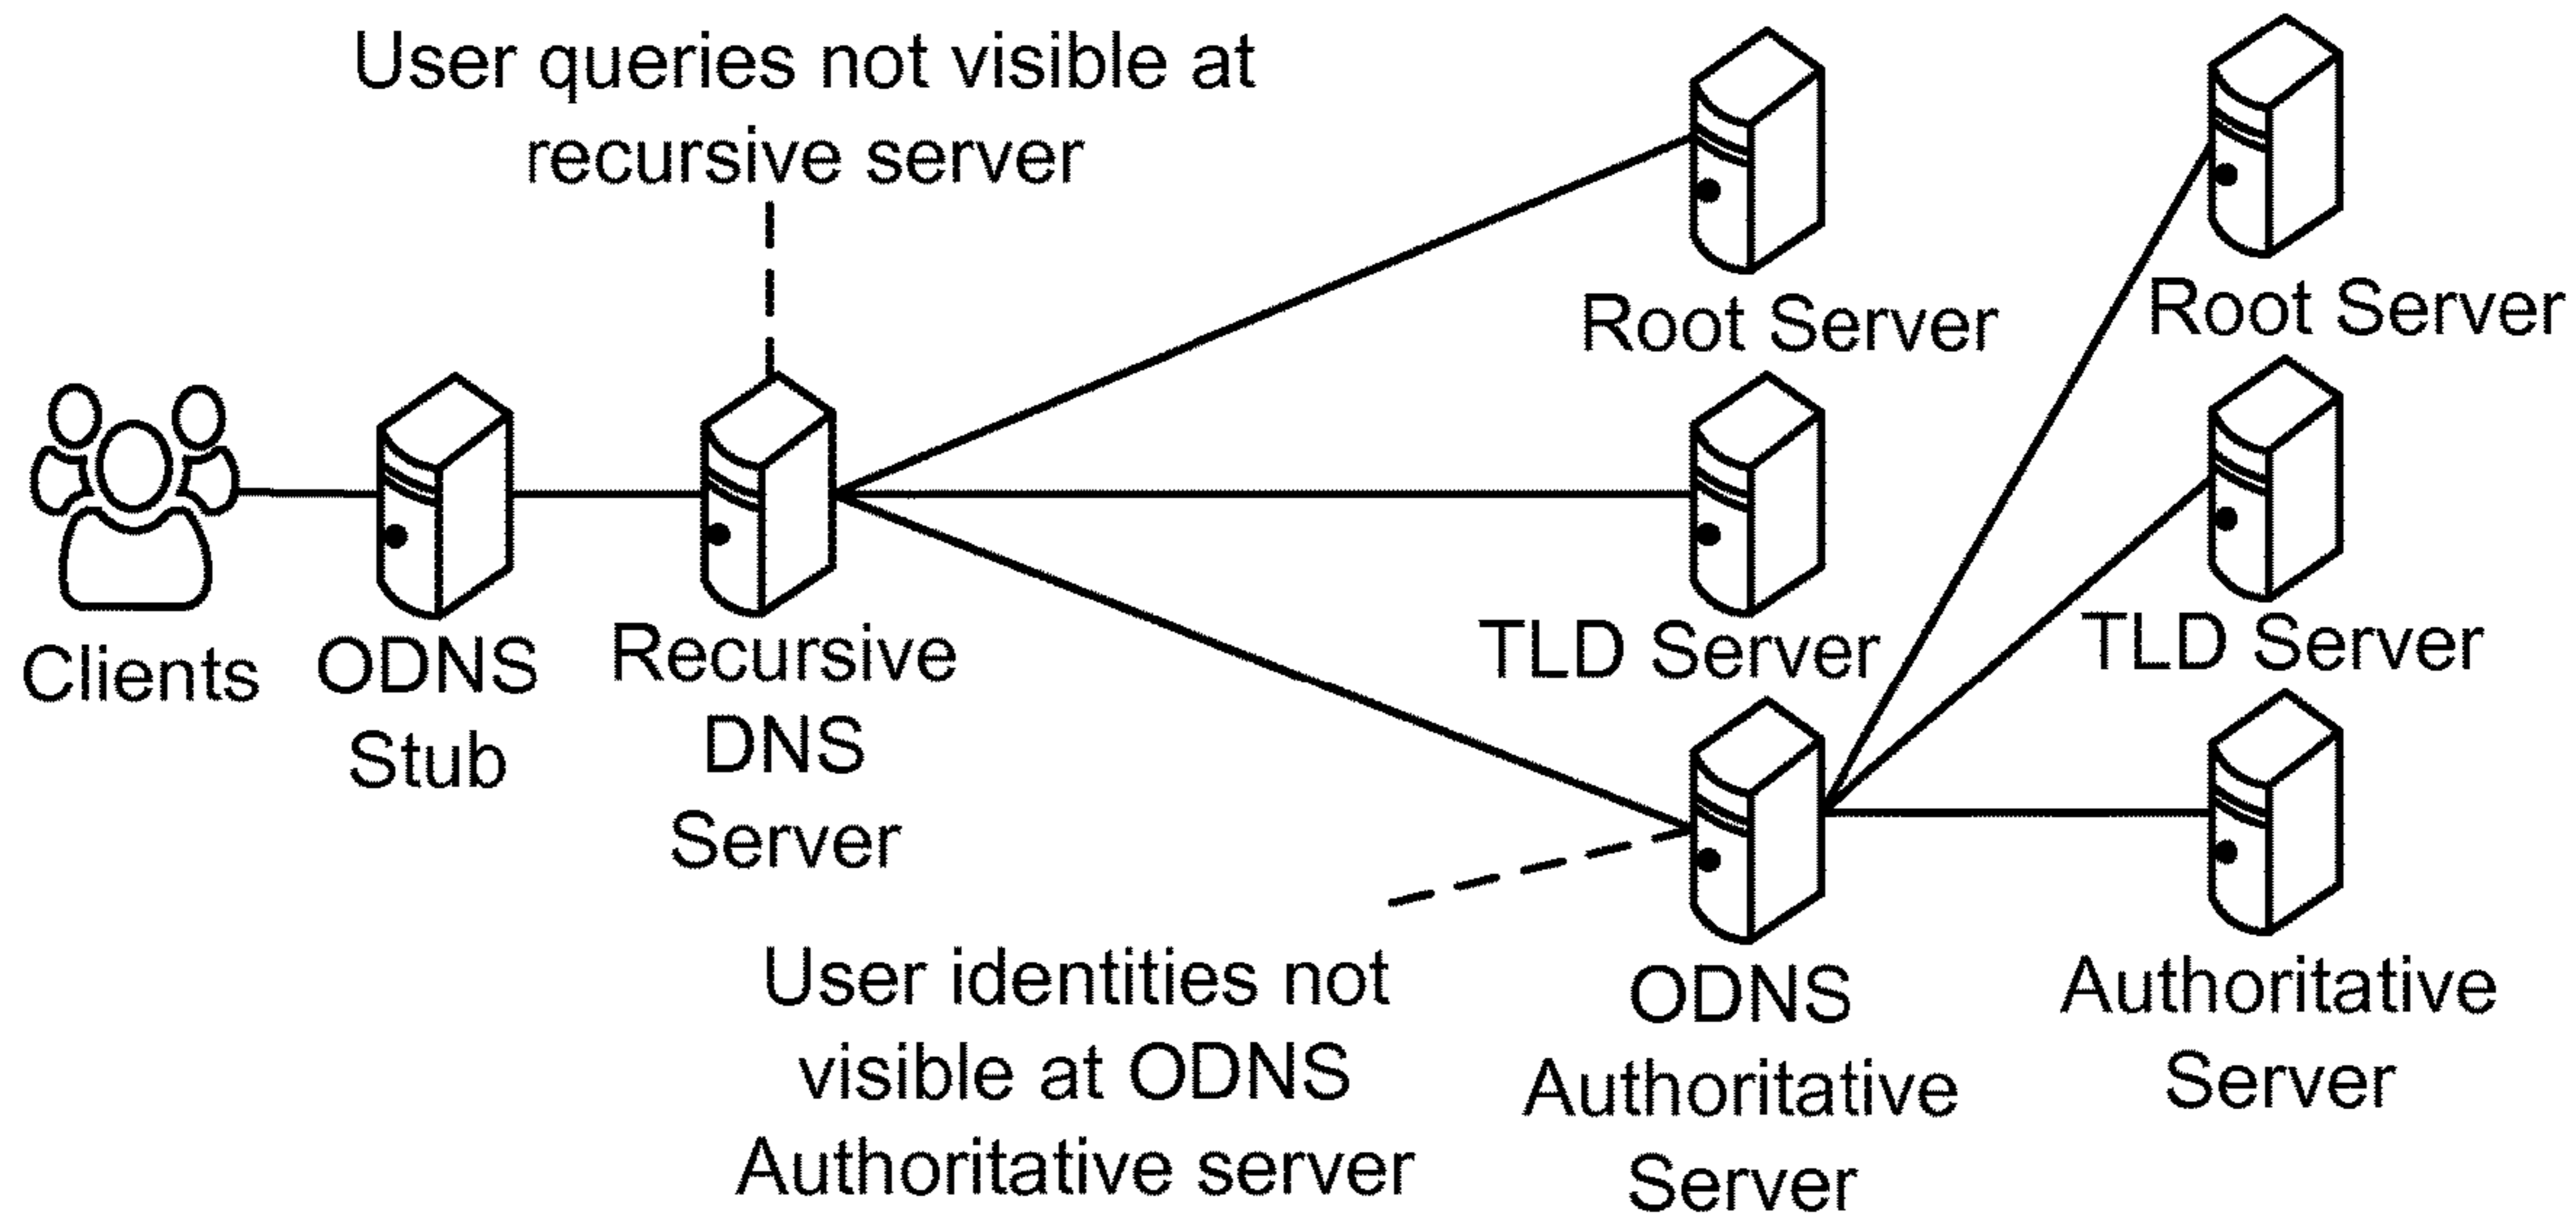 User queries not visible at
recursive server
Root Server
Root Server
Clients
ODNS
Stub
Recursive
DNS
Server
TLD Server
TLD Server
User identities not
visible at ODNS
Authoritative server
ODNS
Authoritative
Server
Authoritative
Server